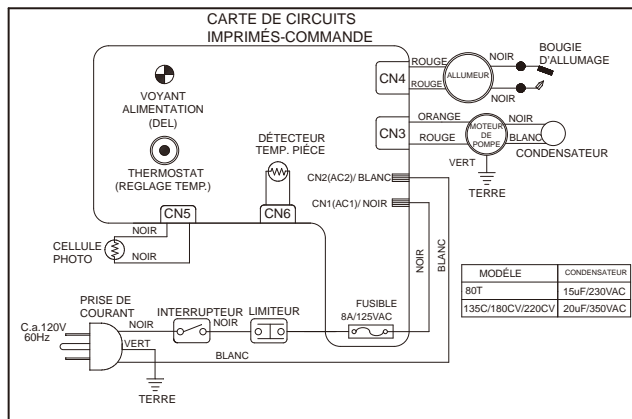 CARTE DE CIRCUITS
IMPRIMÉS-COMMANDE
VOYANT
ALIMENTATION
(DEL)
THERMOSTAT
(REGLAGE TEMP.)
DÉTECTEUR
TEMP. PIÈCE
CN4
ROUGE
ROUGE
ALLUMEUR
NOIR
NOIR
BOUGIE
D'ALLUMAGE
CN3
ORANGE
ROUGE
MOTEUR
DE
POMPE
NOIR
BLANC
CONDENSATEUR
VERT
TERRE
CN2(AC2)/ BLANC
CN1(AC1)/ NOIR
CN5
CN6
NOIR
NOIR
CELLULE
PHOTO
NOIR
BLANC
MODÈLE CONDENSATEUR
80T 15uF/230VAC
135C/180CV/220CV 20uF/350VAC
PRISE DE
COURANT
C.a.120V
60Hz
NOIR
INTERRUPTEUR
NOIR
LIMITEUR
FUSIBLE
8A/125VAC
VERT
BLANC
TERRE